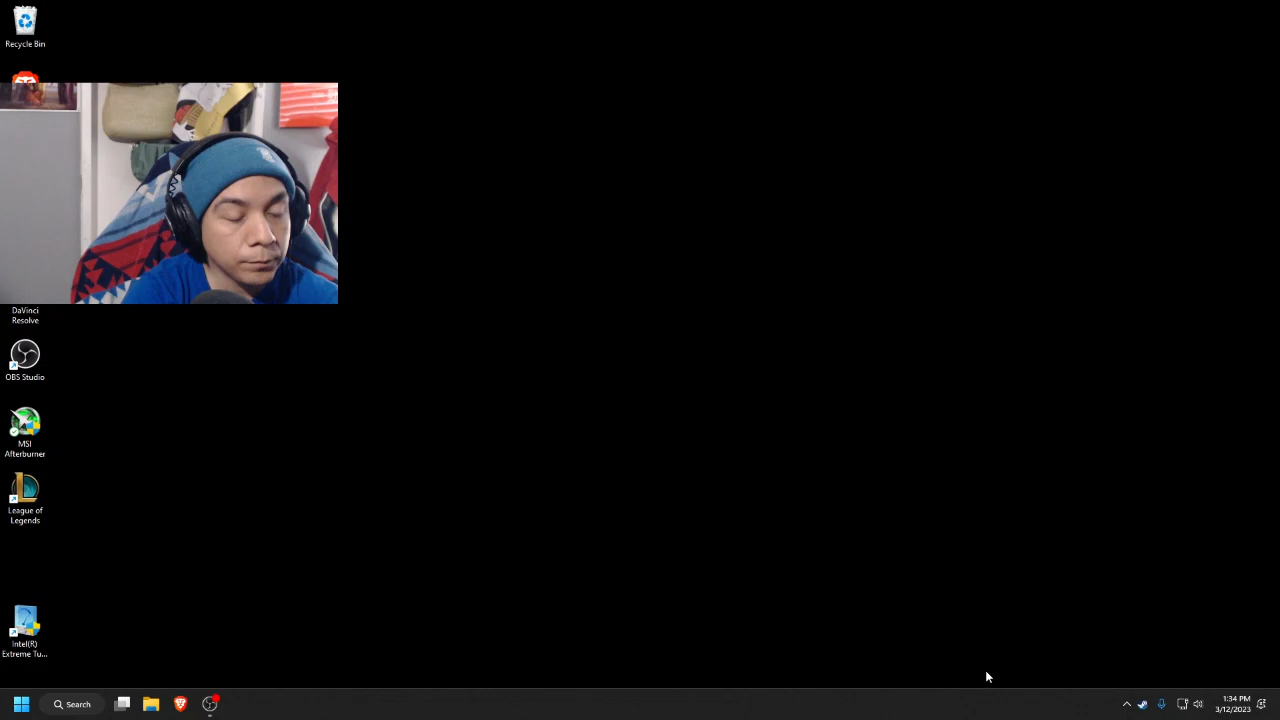 Recycle Bin
DaVinci
Resolve
OBS Studio
MSI
Afterburner
League of
Legends
Intel(R)
Extreme Tu...
Search
1:34 PM
3/12/2023